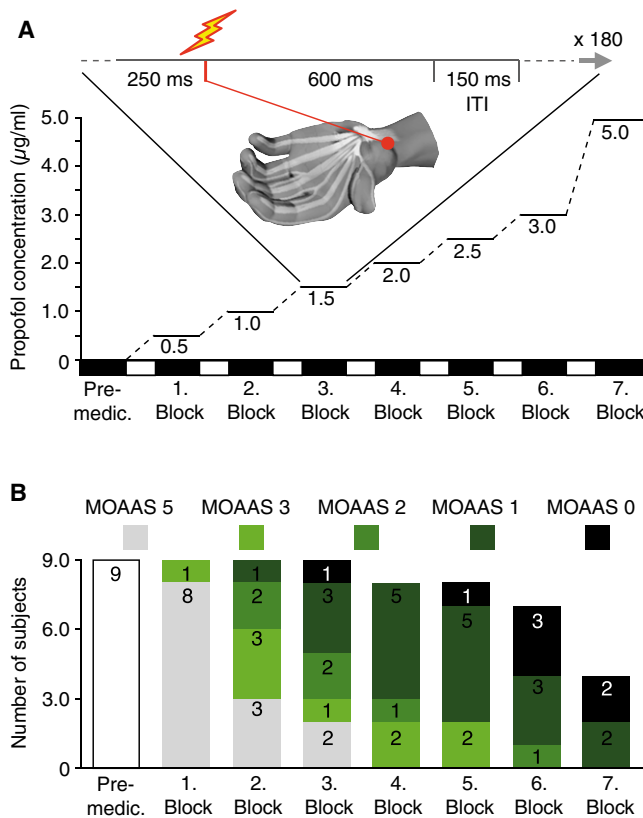 A
x 180
250 ms
600 ms
150 ms
ITI
Propofol concentration (µg/ml)
5.0
4.0
3.0
2.0
1.0
0
0.5
1.0
1.5
2.0
2.5
3.0
5.0
Pre-
medic.
1.
Block
2.
Block
3.
Block
4.
Block
5.
Block
6.
Block
7.
Block
B
MOAAS 5 MOAAS 3 MOAAS 2 MOAAS 1 MOAAS 0
Number of subjects
9.0
6.0
3.0
0
9
1
8
1
2
3
3
1
3
2
1
2
5
1
2
1
5
2
3
3
1
2
2
Pre-
medic.
1.
Block
2.
Block
3.
Block
4.
Block
5.
Block
6.
Block
7.
Block